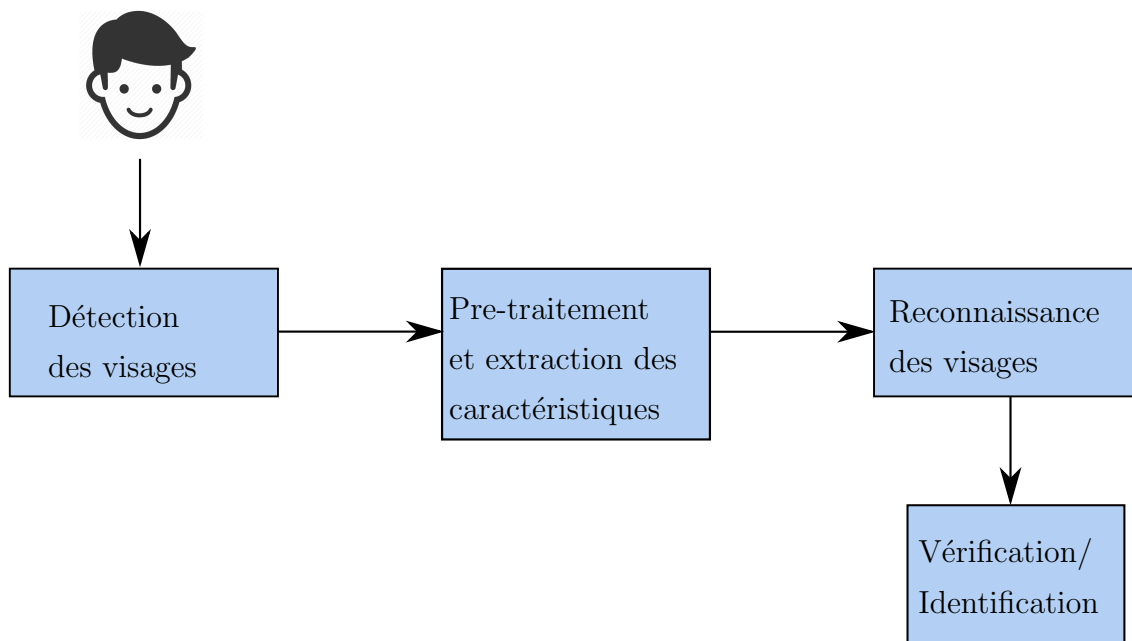 Détection
des visages
Pre-traitement
et extraction des
caractéristiques
Reconnaissance
des visages
Vérification/
Identification